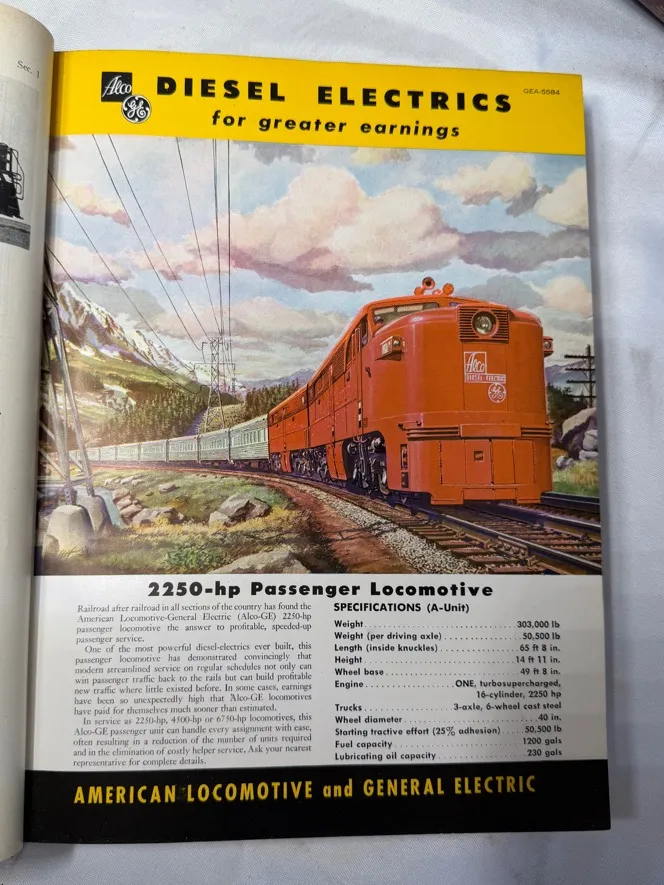 Sec. 1
Alco
GE
DIESEL ELECTRICS
GEA-5584
for greater earnings
Alco
DIESEL-ELECTRIC
GE
2250-hp Passenger Locomotive
Railroad after railroad in all sections of the country has found the
American Locomotive-General Electric (Alco-GE) 2250-hp
passenger locomotive the answer to profitable, speeded-up
passenger service.
One of the most powerful diesel-electrics ever built, this
passenger locomotive has demonstrated convincingly that
modern streamlined service on regular schedules not only can
win passenger traffic back to the rails but can build profitable
new traffic where little existed before. In some cases, earnings
have been so unexpectedly high that Alco-GE locomotives
have paid for themselves much sooner than estimated.
In service as 2250-hp, 4500-hp or 6750-hp locomotives, this
Alco-GE passenger unit can handle every assignment with ease,
often resulting in a reduction of the number of units required
and in the elimination of costly helper service, Ask your nearest
representative for complete details.
SPECIFICATIONS (A-Unit)
Weight . . . . . . . . . . 303,000 lb
Weight (per driving axle) . . . . . . . . . . 50,500 lb
Length (inside knuckles) . . . . . . . . . . 65 ft 8 in.
Height . . . . . . . . . . 14 ft 11 in.
Wheel base . . . . . . . . . . 49 ft 8 in.
Engine . . . . . . . . . . ONE, turbosupercharged,
16-cylinder, 2250 hp
Trucks . . . . . . . . . . 3-axle, 6-wheel cast steel
Wheel diameter . . . . . . . . . . 40 in.
Starting tractive effort (25% adhesion) . . . . . 50,500 lb
Fuel capacity . . . . . . . . . . 1200 gals
Lubricating oil capacity . . . . . . . . . . 230 gals
AMERICAN LOCOMOTIVE and GENERAL ELECTRIC